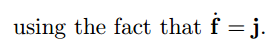 using the fact that ḟ = j.